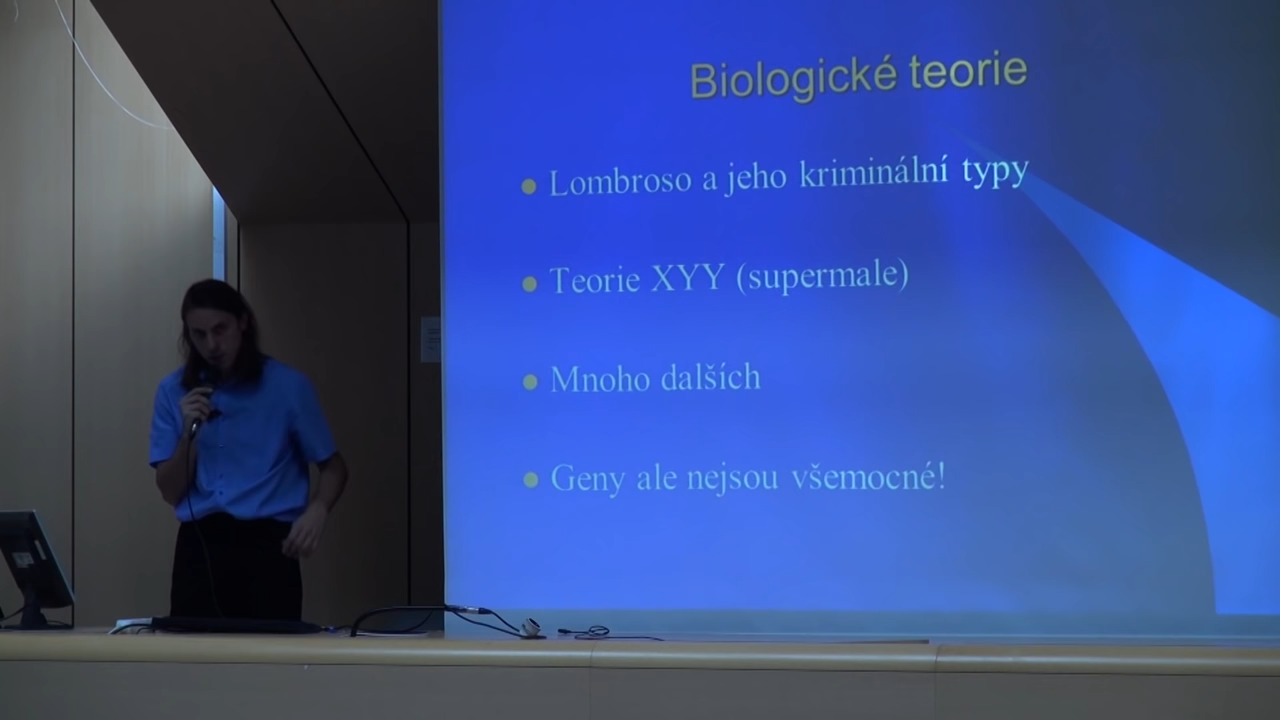 Biologické teorie
Lombroso a jeho kriminální typy
Teorie XYY (supermale)
Mnoho dalších
Geny ale nejsou všemocné!